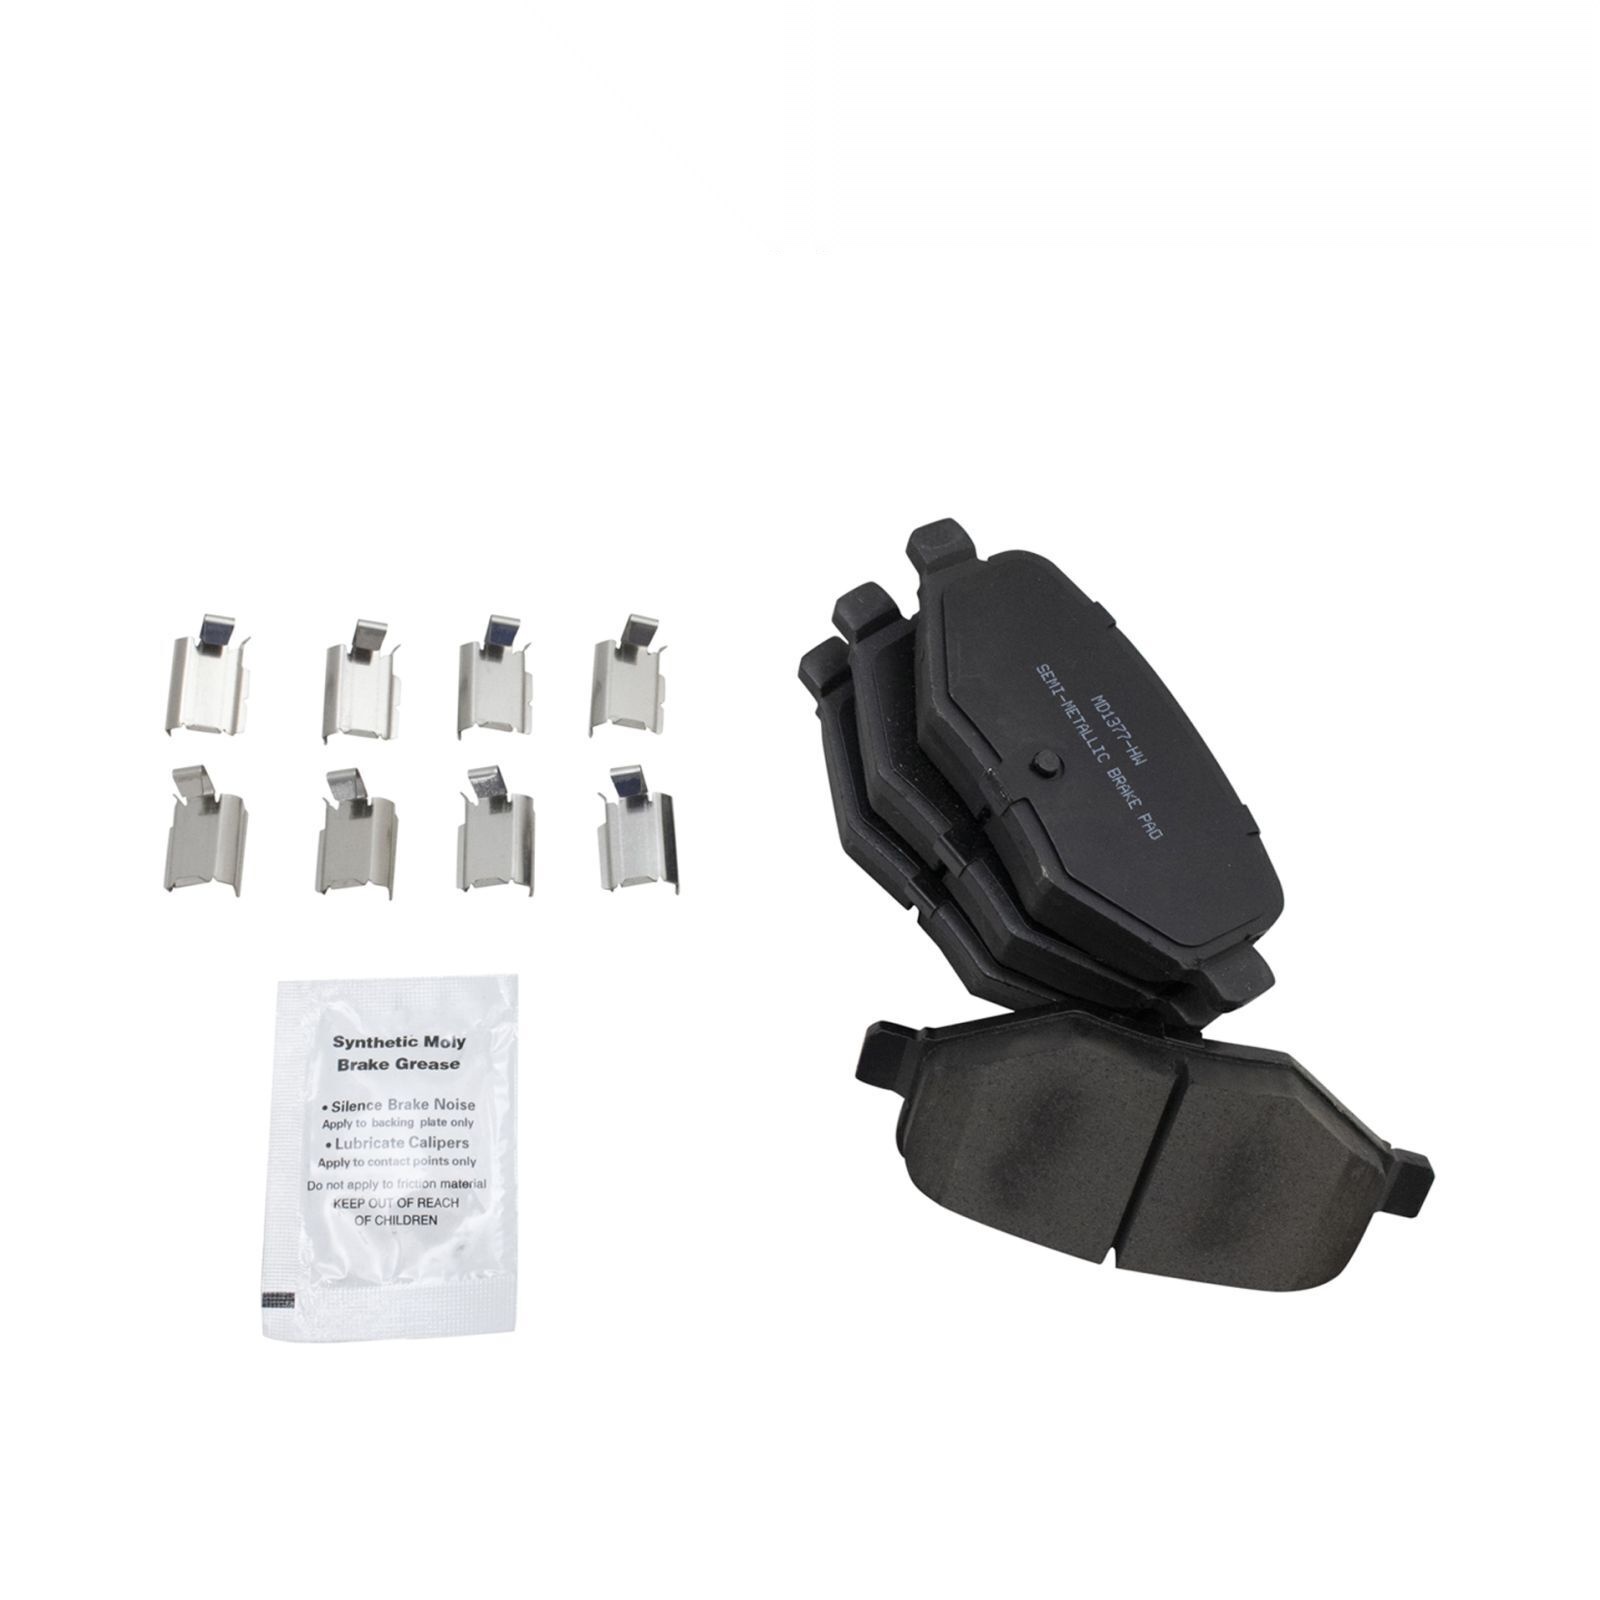 MD1377-HW
SEMI-METALLIC BRAKE PAD
Synthetic Moly
Brake Grease
• Silence Brake Noise
Apply to backing plate only
• Lubricate Calipers
Apply to contact points only
Do not apply to friction material
KEEP OUT OF REACH
OF CHILDREN